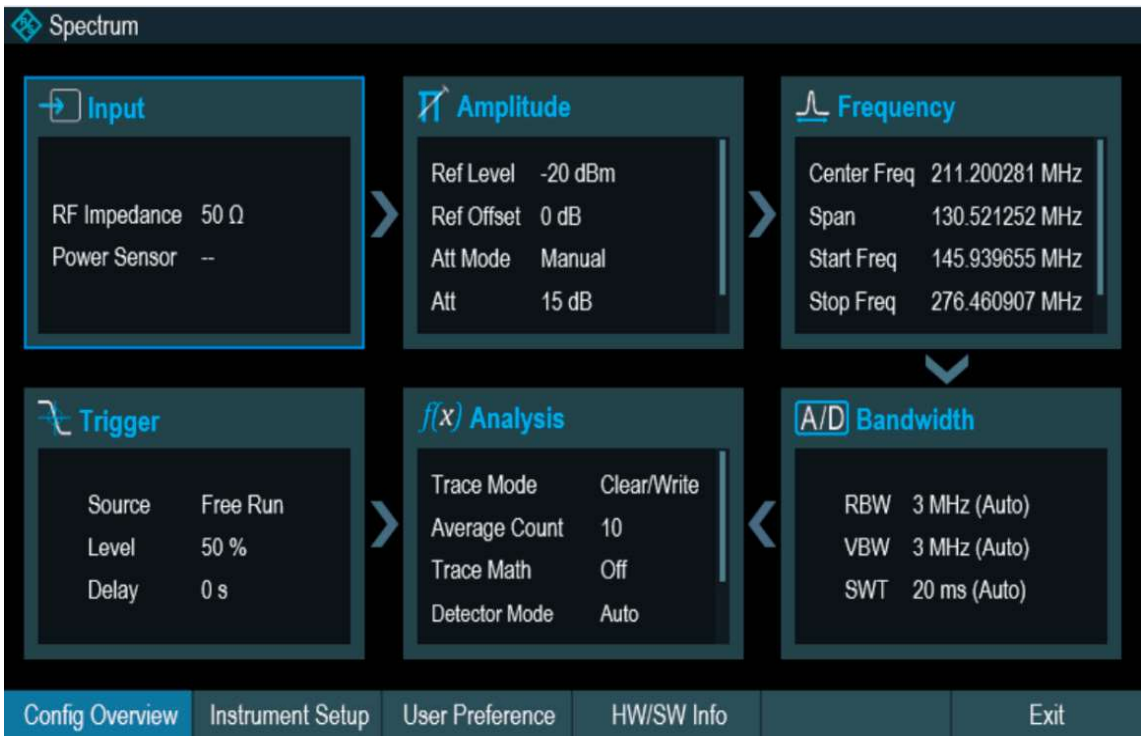 Spectrum
Input
RF Impedance 50 Ω
Power Sensor --
Amplitude
Ref Level -20 dBm
Ref Offset 0 dB
Att Mode Manual
Att 15 dB
Frequency
Center Freq 211.200281 MHz
Span 130.521252 MHz
Start Freq 145.939655 MHz
Stop Freq 276.460907 MHz
Trigger
Source Free Run
Level 50 %
Delay 0 s
f(x) Analysis
Trace Mode Clear/Write
Average Count 10
Trace Math Off
Detector Mode Auto
A/D Bandwidth
RBW 3 MHz (Auto)
VBW 3 MHz (Auto)
SWT 20 ms (Auto)
Config Overview Instrument Setup User Preference HW/SW Info Exit